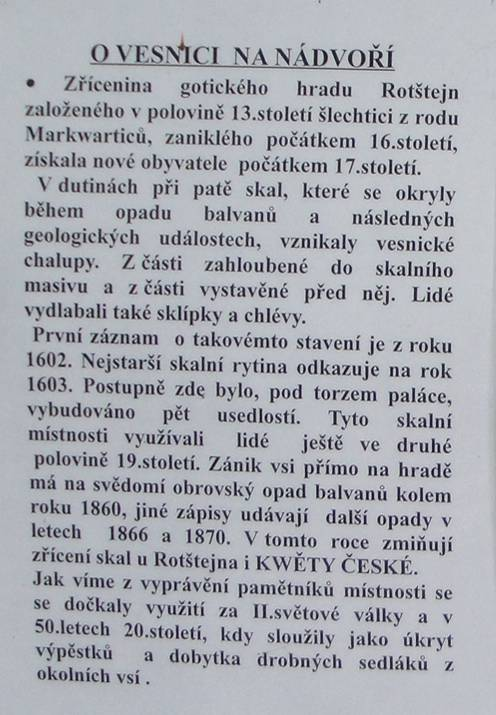 O VESNICI NA NÁDVOŘÍ
• Zřícenina gotického hradu Rotštejn
založeného v polovině 13.století šlechtici z rodu
Markwarticů, zaniklého počátkem 16.století,
získala nové obyvatele počátkem 17.století.
V dutinách při patě skal, které se okryly
během opadu balvanů a následných
geologických událostech, vznikaly vesnické
chalupy. Z části zahloubené do skalního
masivu a z části vystavěné před něj. Lidé
vydlabali také sklípky a chlévy.
První záznam o takovémto stavení je z roku
1602. Nejstarší skalní rytina odkazuje na rok
1603. Postupně zde bylo, pod torzem paláce,
vybudováno pět usedlostí. Tyto skalní
místnosti využívali lidé ještě ve druhé
polovině 19.století. Zánik vsi přímo na hradě
má na svědomí obrovský opad balvanů kolem
roku 1860, jiné zápisy udávají další opady v
letech 1866 a 1870. V tomto roce zmiňují
zřícení skal u Rotštejna i KWĚTY ČESKÉ.
Jak víme z vyprávění pamětníků místnosti se
se dočkaly využití za II.světové války a v
50.letech 20.století, kdy sloužily jako úkryt
výpěstků a dobytka drobných sedláků z
okolních vsí .